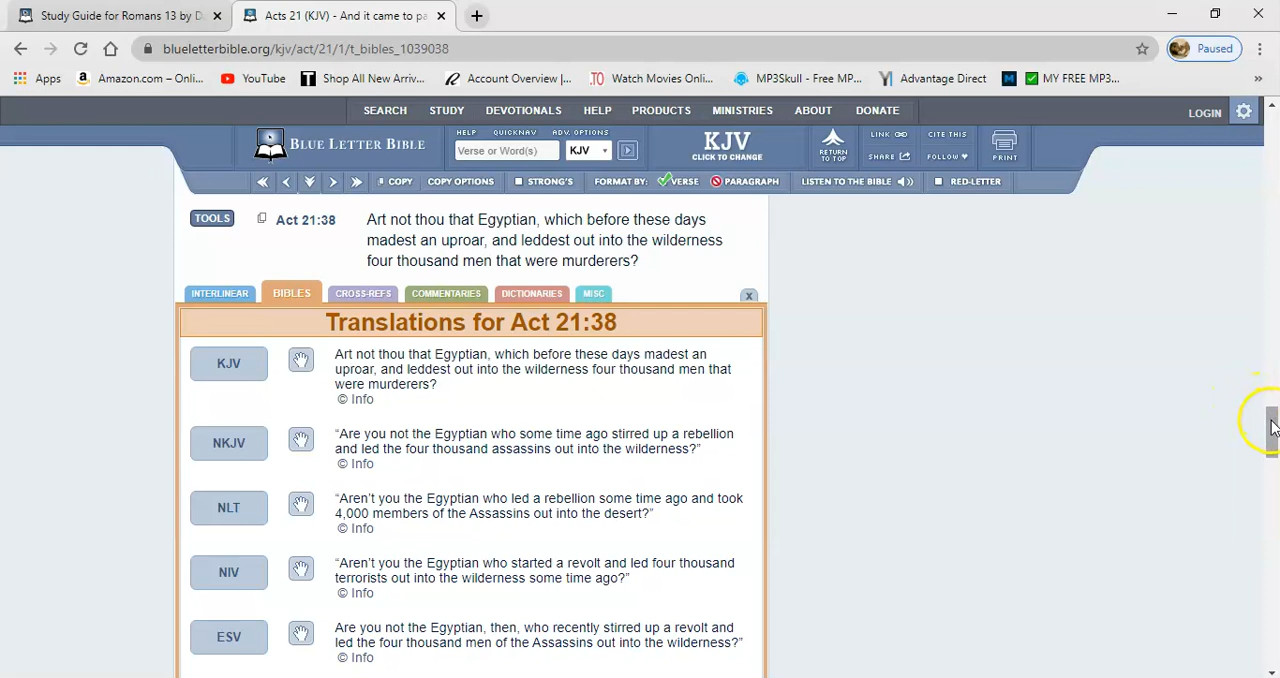 Study Guide for Romans 13 by D
Acts 21 (KJV) - And it came to pa
blueletterbible.org/kjv/act/21/1/t_bibles_1039038
Paused
Apps
Amazon.com – Onli...
YouTube
Shop All New Arriv...
Account Overview |...
Watch Movies Onli...
MP3Skull - Free MP...
Advantage Direct
MY FREE MP3...
»
SEARCH STUDY DEVOTIONALS HELP PRODUCTS MINISTRIES ABOUT DONATE
LOGIN
BLUE LETTER BIBLE
HELP QUICKNAV ADV. OPTIONS
Verse or Word(s)
KJV
KJV
CLICK TO CHANGE
RETURN
TO TOP
LINK
CITE THIS
SHARE
FOLLOW
PRINT
COPY COPY OPTIONS STRONG'S FORMAT BY: VERSE PARAGRAPH LISTEN TO THE BIBLE RED-LETTER
TOOLS
Act 21:38
Art not thou that Egyptian, which before these days
madest an uproar, and leddest out into the wilderness
four thousand men that were murderers?
INTERLINEAR BIBLES CROSS-REFS COMMENTARIES DICTIONARIES MISC
x
Translations for Act 21:38
KJV
Art not thou that Egyptian, which before these days madest an
uproar, and leddest out into the wilderness four thousand men that
were murderers?
© Info
NKJV
“Are you not the Egyptian who some time ago stirred up a rebellion
and led the four thousand assassins out into the wilderness?”
© Info
NLT
“Aren’t you the Egyptian who led a rebellion some time ago and took
4,000 members of the Assassins out into the desert?”
© Info
NIV
“Aren’t you the Egyptian who started a revolt and led four thousand
terrorists out into the wilderness some time ago?”
© Info
ESV
Are you not the Egyptian, then, who recently stirred up a revolt and
led the four thousand men of the Assassins out into the wilderness?”
© Info